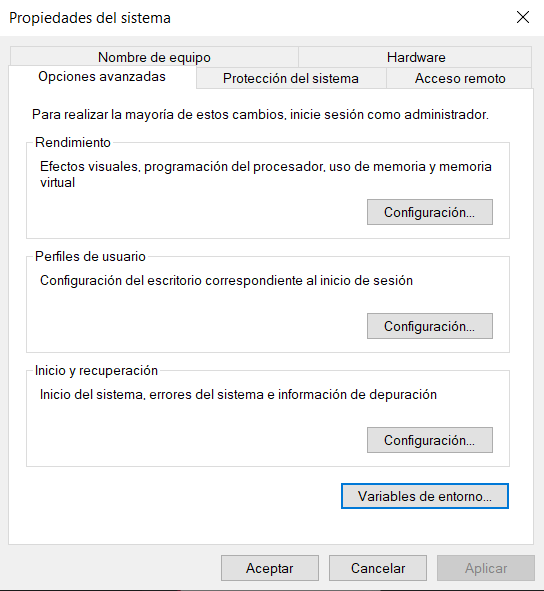 Propiedades del sistema
Nombre de equipo
Hardware
Opciones avanzadas
Protección del sistema
Acceso remoto
Para realizar la mayoría de estos cambios, inicie sesión como administrador.
Rendimiento
Efectos visuales, programación del procesador, uso de memoria y memoria
virtual
Configuración...
Perfiles de usuario
Configuración del escritorio correspondiente al inicio de sesión
Configuración...
Inicio y recuperación
Inicio del sistema, errores del sistema e información de depuración
Configuración...
Variables de entorno...
Aceptar
Cancelar
Aplicar